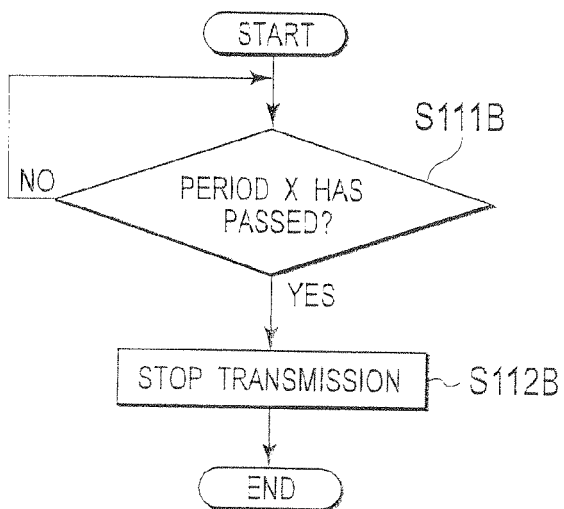 START
S111B
NO
PERIOD X HAS
PASSED?
YES
STOP TRANSMISSION
S112B
END